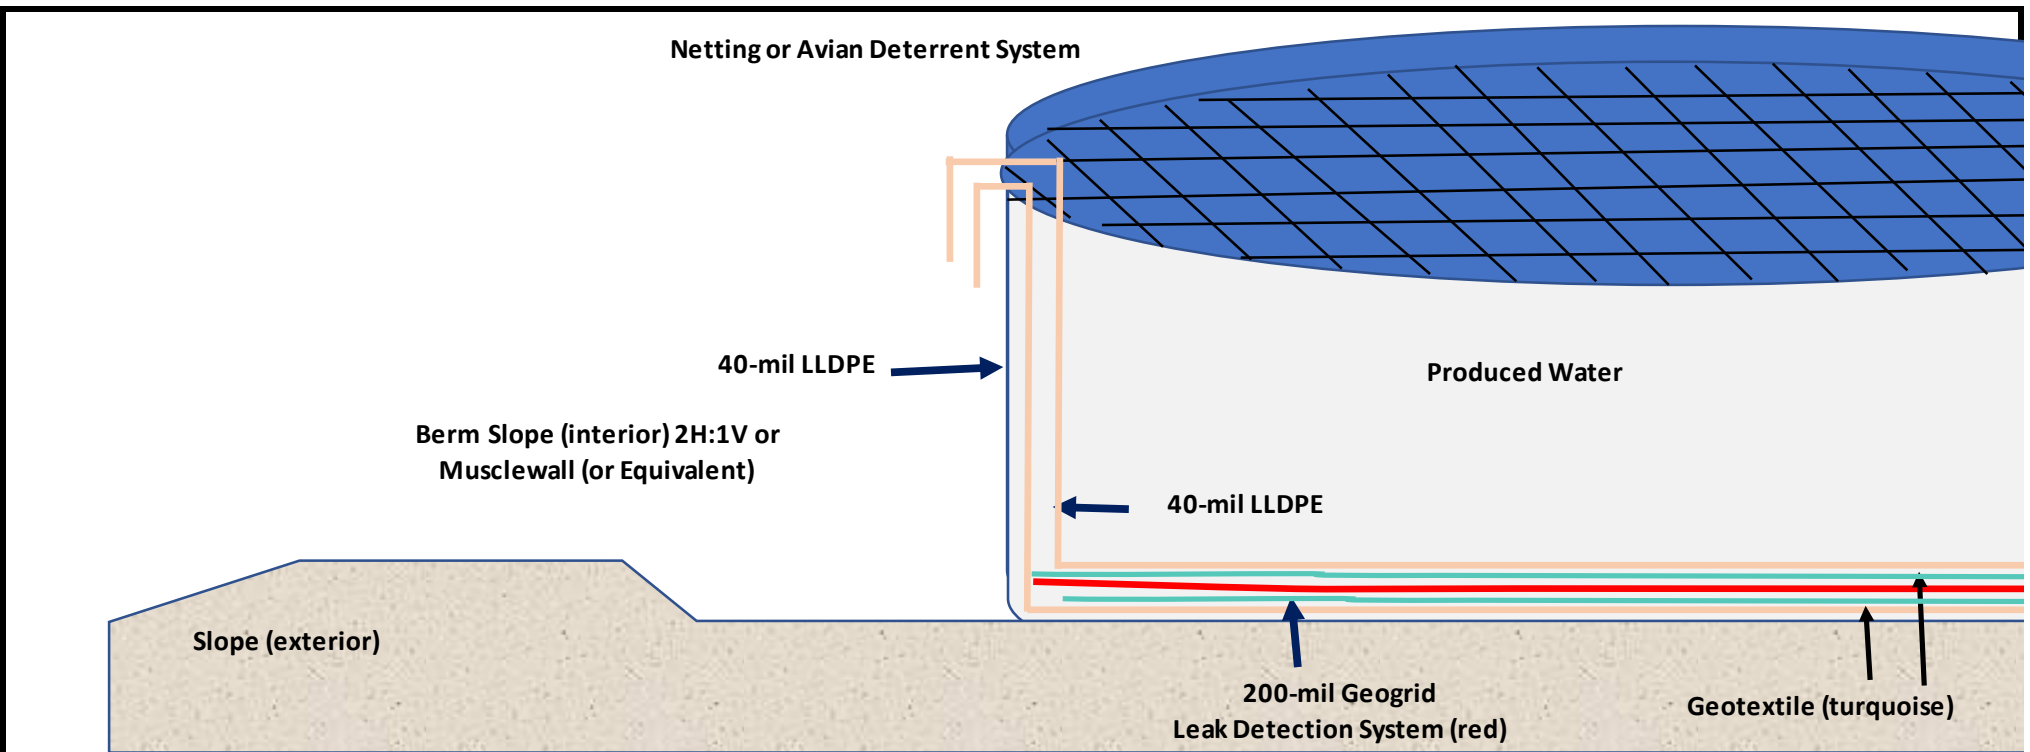 Netting or Avian Deterrent System
40-mil LLDPE
Produced Water
Berm Slope (interior) 2H:1V or
Musclewall (or Equivalent)
40-mil LLDPE
Slope (exterior)
200-mil Geogrid
Leak Detection System (red)
Geotextile (turquoise)